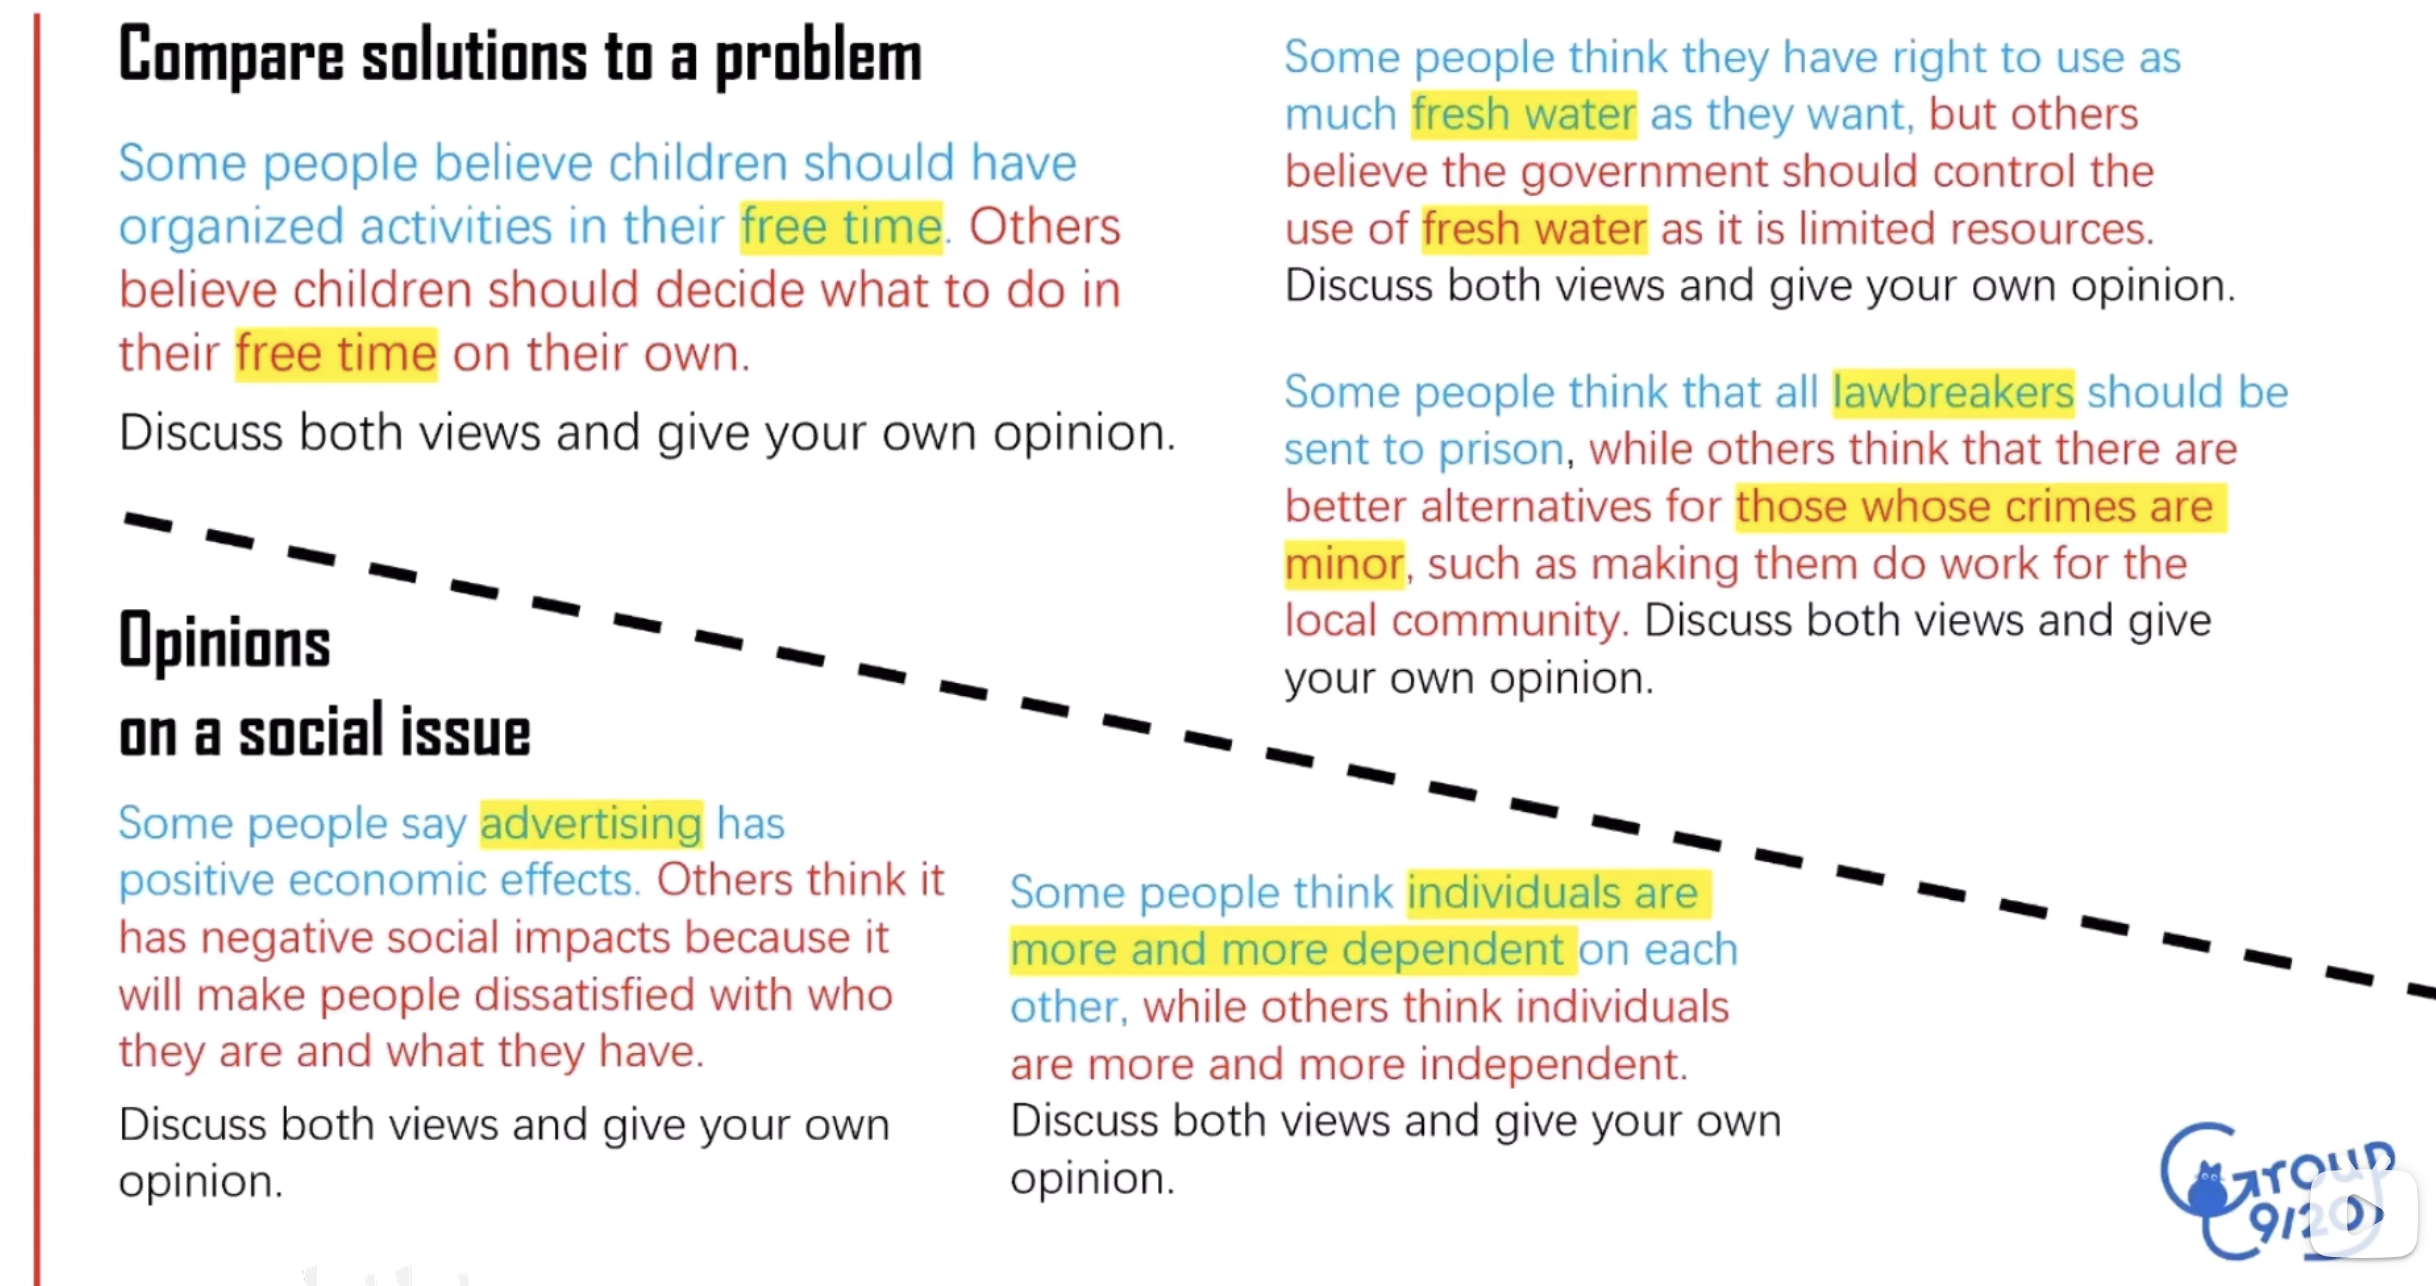 Compare solutions to a problem
Some people believe children should have
organized activities in their free time. Others
believe children should decide what to do in
their free time on their own.
Discuss both views and give your own opinion.
Some people think they have right to use as
much fresh water as they want, but others
believe the government should control the
use of fresh water as it is limited resources.
Discuss both views and give your own opinion.
Some people think that all lawbreakers should be
sent to prison, while others think that there are
better alternatives for those whose crimes are
minor, such as making them do work for the
local community. Discuss both views and give
your own opinion.
Opinions
on a social issue
Some people say advertising has
positive economic effects. Others think it
has negative social impacts because it
will make people dissatisfied with who
they are and what they have.
Discuss both views and give your own
opinion.
Some people think individuals are
more and more dependent on each
other, while others think individuals
are more and more independent.
Discuss both views and give your own
opinion.
Group
9120